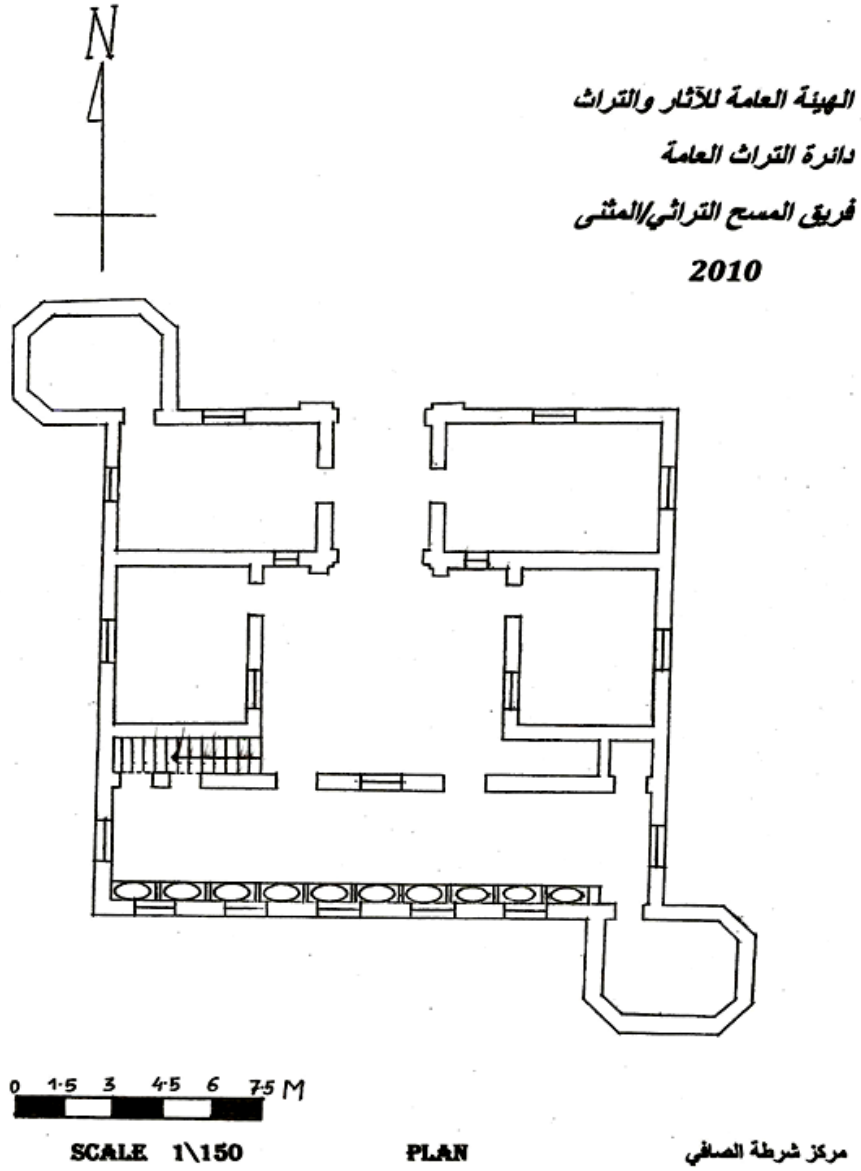 N
الهيئة العامة للآثار والتراث
دائرة التراث العامة
فريق المسح التراثي/المثنى
2010
0 1.5 3 4.5 6 7.5 M
SCALE 1\150 PLAN مركز شرطة الصافي